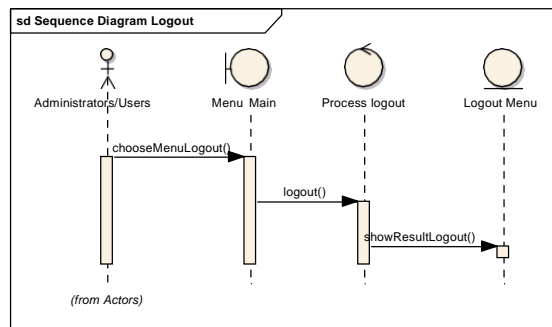 sd Sequence Diagram Logout
Administrators/Users
Menu Main
Process logout
Logout Menu
chooseMenuLogout()
logout()
showResultLogout()
(from Actors)